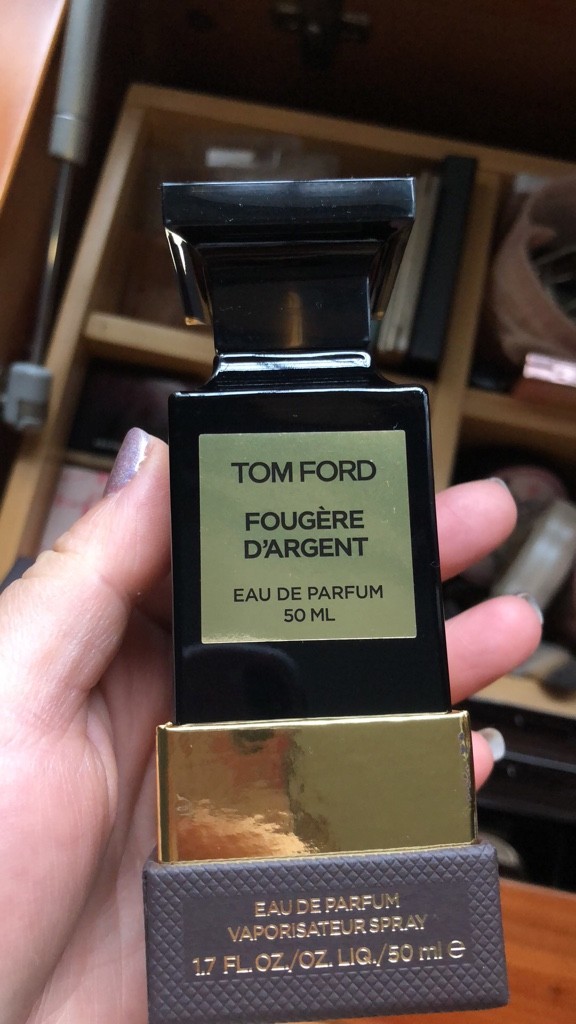 TOM FORD
FOUGÈRE
D'ARGENT
EAU DE PARFUM
50 ML
EAU DE PARFUM
VAPORISATEUR SPRAY
1.7 FL. OZ./OZ. LIQ./50 ml ℮